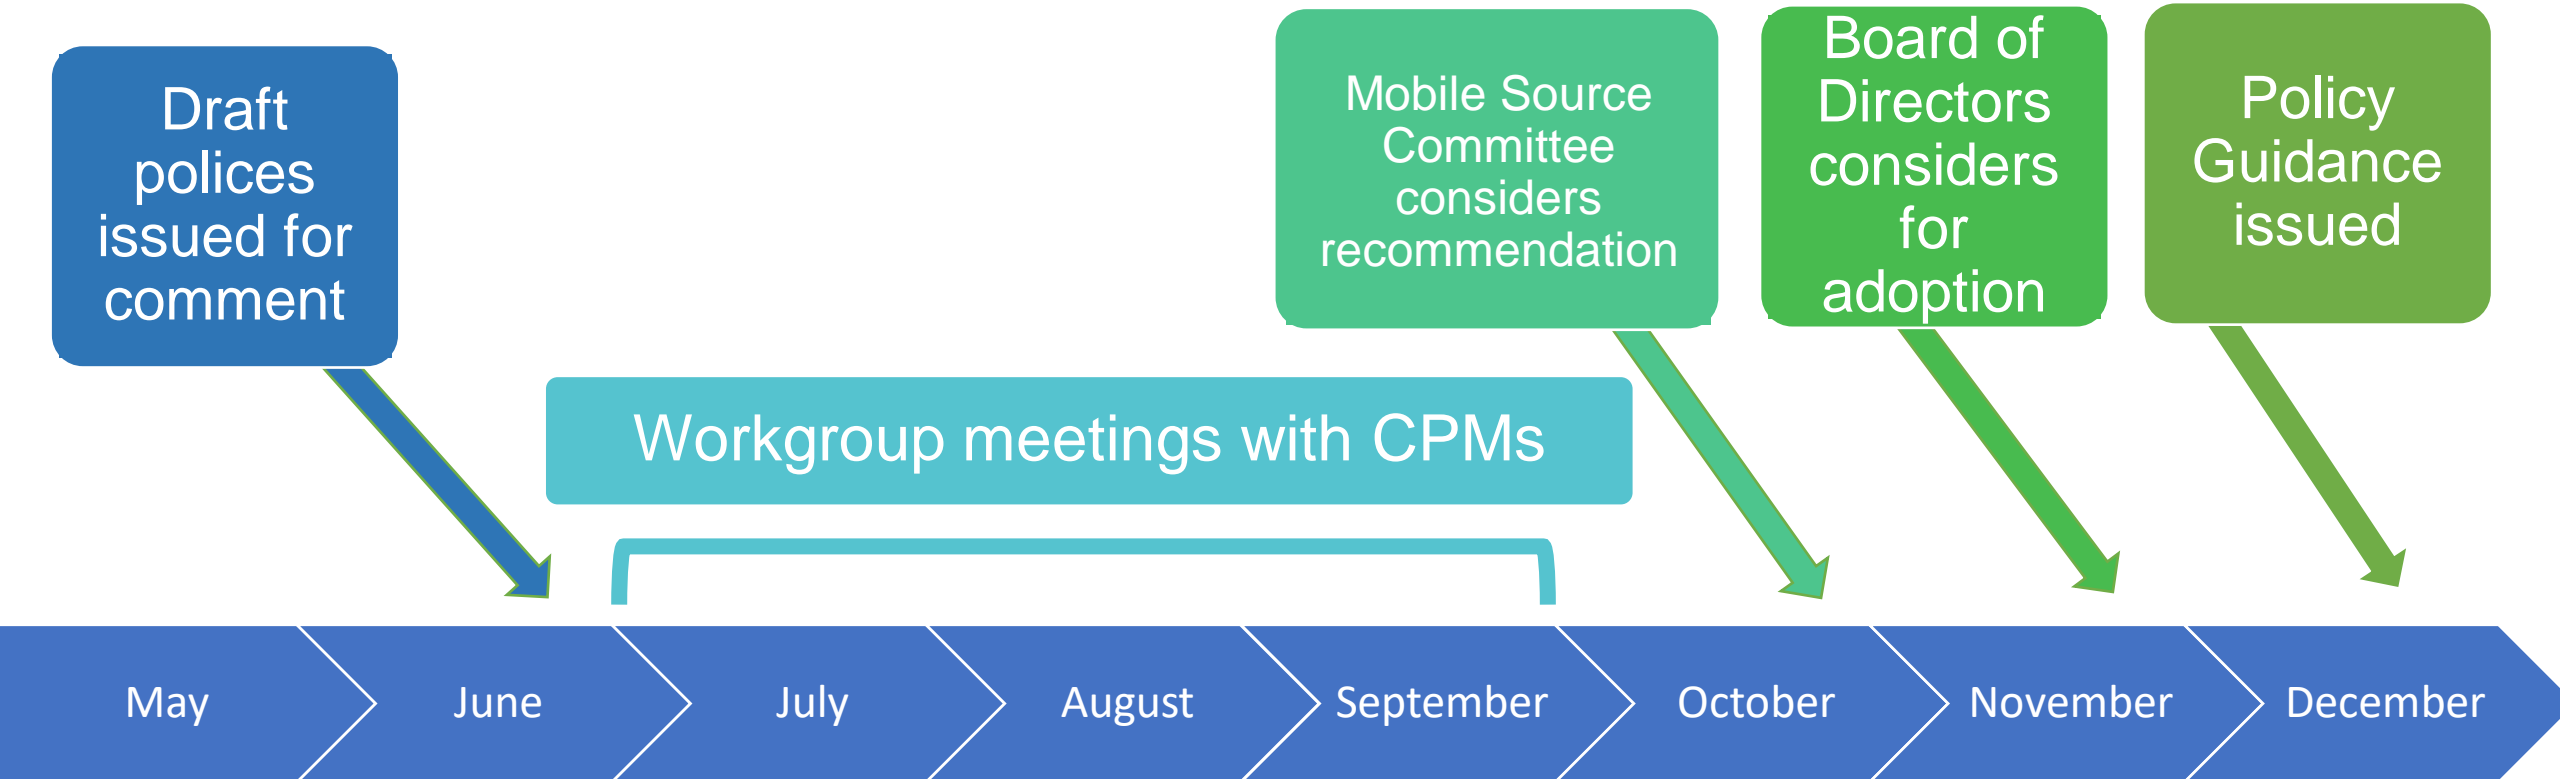 Draft
polices
issued for
comment
Workgroup meetings with CPMs
Mobile Source
Committee
considers
recommendation
Board of
Directors
considers
for
adoption
Policy
Guidance
issued
May
June
July
August
September
October
November
December